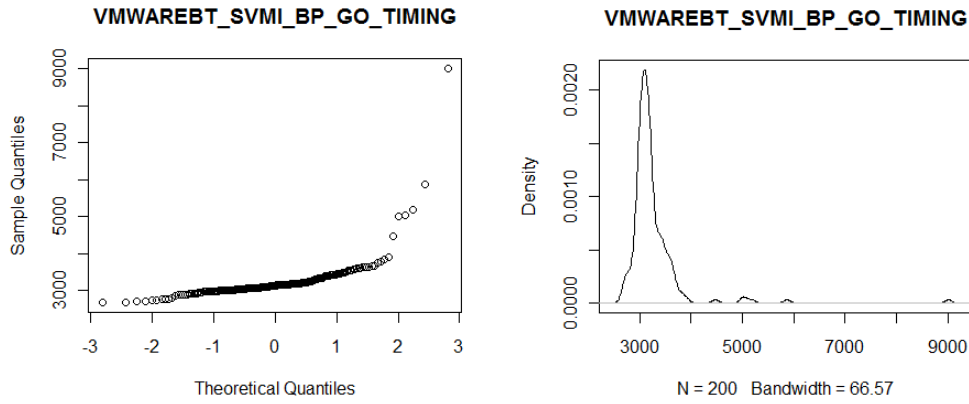 VMWAREBT_SVMI_BP_GO_TIMING
Sample Quantiles
9000
7000
5000
3000
-3 -2 -1 0 1 2 3
Theoretical Quantiles
VMWAREBT_SVMI_BP_GO_TIMING
Density
0.0020
0.0010
0.0000
3000 5000 7000 9000
N = 200 Bandwidth = 66.57